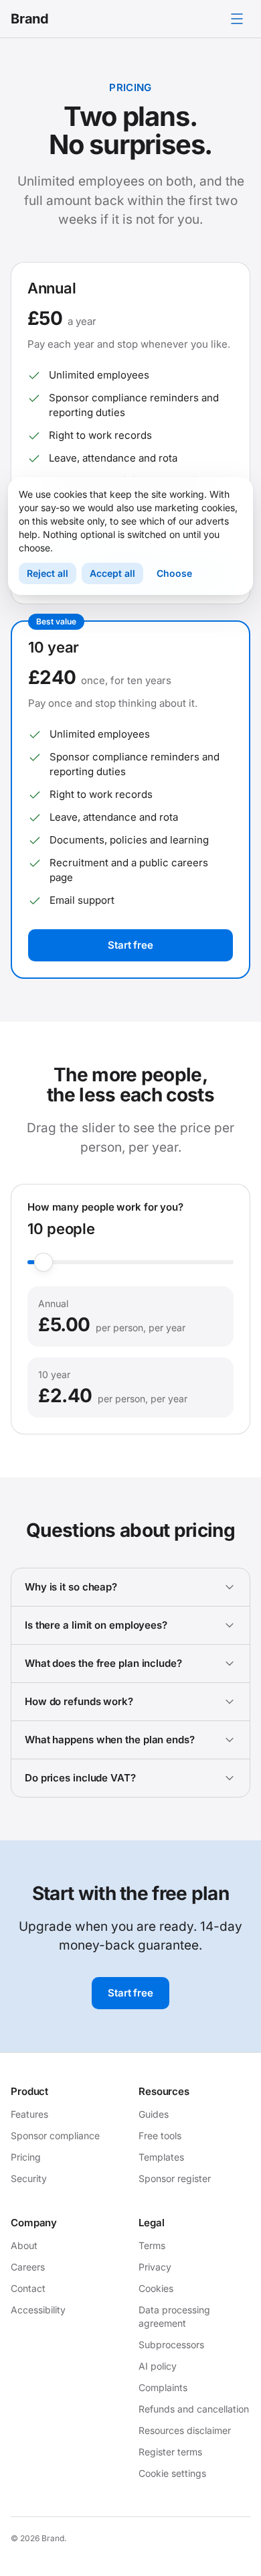 Brand
PRICING
Two plans.
No surprises.
Unlimited employees on both, and the
full amount back within the first two
weeks if it is not for you.
Annual
£50 a year
Pay each year and stop whenever you like.
Unlimited employees
Sponsor compliance reminders and
reporting duties
Right to work records
Leave, attendance and rota
We use cookies that keep the site working. With
your say-so we would also use marketing cookies,
on this website only, to see which of our adverts
help. Nothing optional is switched on until you
choose.
Reject all
Accept all
Choose
Best value
10 year
£240 once, for ten years
Pay once and stop thinking about it.
Unlimited employees
Sponsor compliance reminders and
reporting duties
Right to work records
Leave, attendance and rota
Documents, policies and learning
Recruitment and a public careers
page
Email support
Start free
The more people,
the less each costs
Drag the slider to see the price per
person, per year.
How many people work for you?
10 people
Annual
£5.00 per person, per year
10 year
£2.40 per person, per year
Questions about pricing
Why is it so cheap?
Is there a limit on employees?
What does the free plan include?
How do refunds work?
What happens when the plan ends?
Do prices include VAT?
Start with the free plan
Upgrade when you are ready. 14-day
money-back guarantee.
Start free
Product
Features
Sponsor compliance
Pricing
Security
Resources
Guides
Free tools
Templates
Sponsor register
Company
About
Careers
Contact
Accessibility
Legal
Terms
Privacy
Cookies
Data processing
agreement
Subprocessors
AI policy
Complaints
Refunds and cancellation
Resources disclaimer
Register terms
Cookie settings
© 2026 Brand.